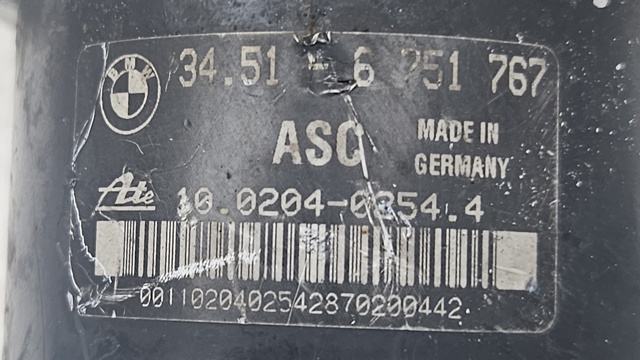 BMW
34.51 - 6 751 767
ASC
MADE IN
GERMANY
Ate
10.0204-0254.4
0011020402542870200442